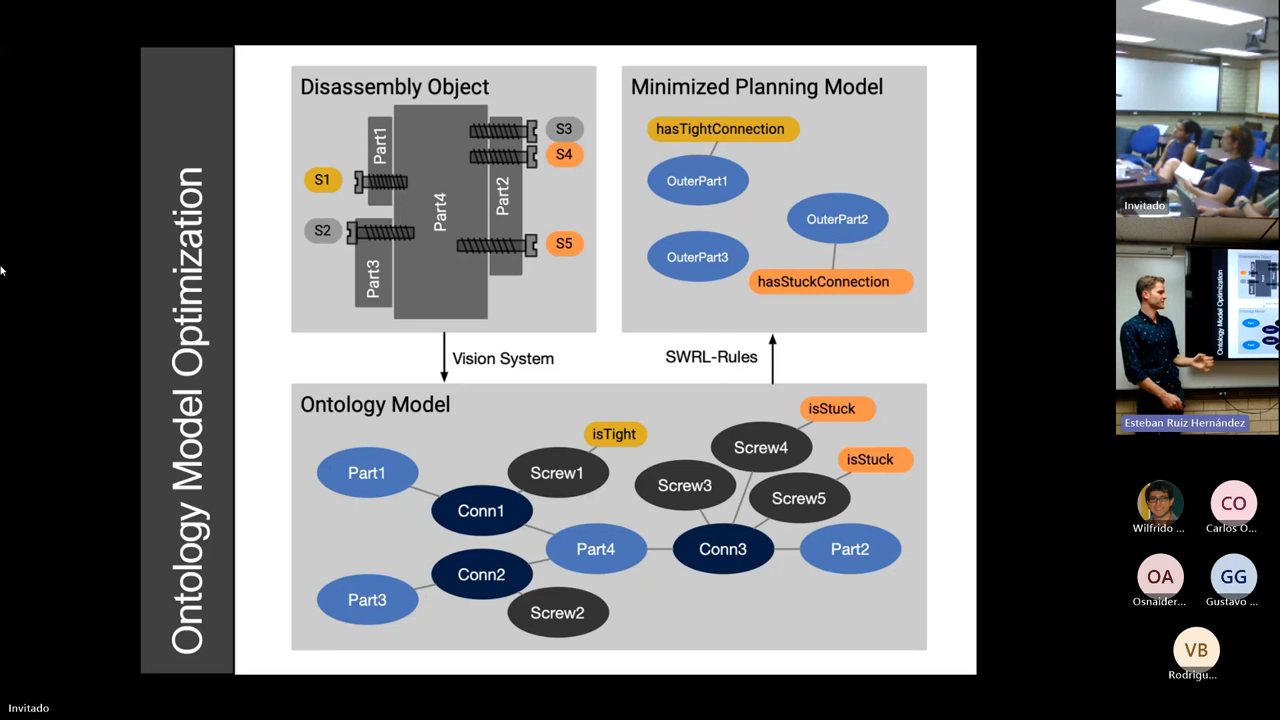 Ontology Model Optimization
Disassembly Object
Part1
Part4
Part2
Part3
S1
S2
S3
S4
S5
Minimized Planning Model
hasTightConnection
OuterPart1
OuterPart2
OuterPart3
hasStuckConnection
Vision System
SWRL-Rules
Ontology Model
isTight
isStuck
isStuck
Part1
Screw1
Conn1
Part4
Conn2
Part3
Screw2
Screw3
Screw4
Screw5
Conn3
Part2
Invitado
Ontology Model Optimization
Esteban Ruiz Hernández
Wilfrido ...
CO
Carlos O...
OA
Osnaider...
GG
Gustavo ...
VB
Rodrigu...
Invitado